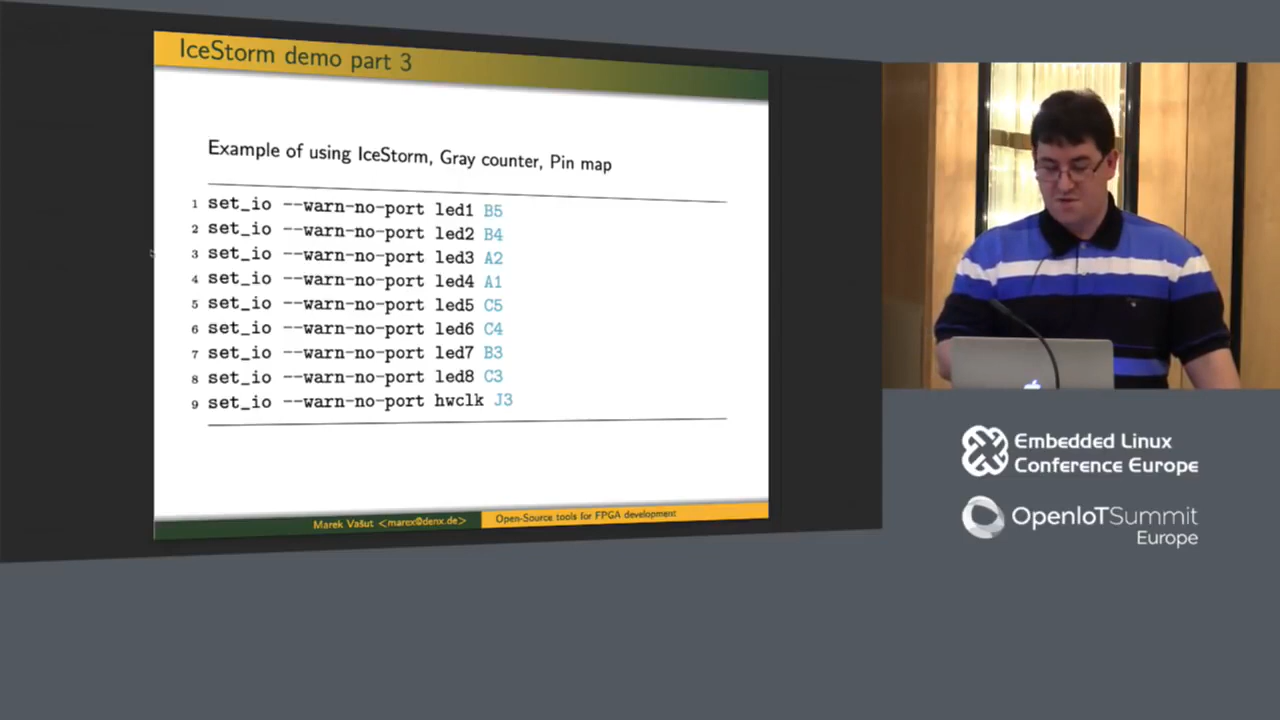 IceStorm demo part 3
Example of using IceStorm, Gray counter, Pin map
1 set_io --warn-no-port led1 B5
2 set_io --warn-no-port led2 B4
3 set_io --warn-no-port led3 A2
4 set_io --warn-no-port led4 A1
5 set_io --warn-no-port led5 C5
6 set_io --warn-no-port led6 C4
7 set_io --warn-no-port led7 B3
8 set_io --warn-no-port led8 C3
9 set_io --warn-no-port hwclk J3
Marek Vašut <marex@denx.de>
Open-Source tools for FPGA development
Embedded Linux
Conference Europe
OpenIoTSummit
Europe